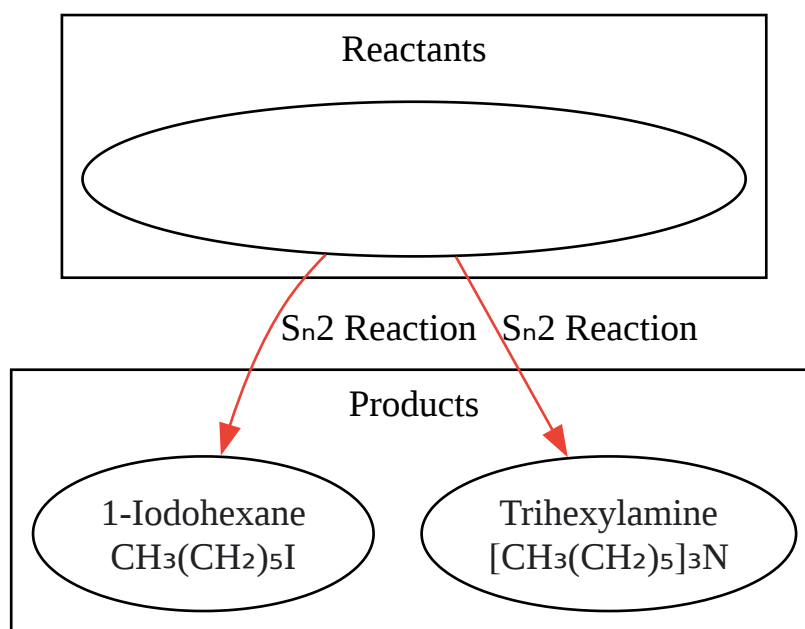 Reactants
Sₙ2 Reaction Sₙ2 Reaction
Products
1-Iodohexane
CH₃(CH₂)₅I
Trihexylamine
[CH₃(CH₂)₅]₃N